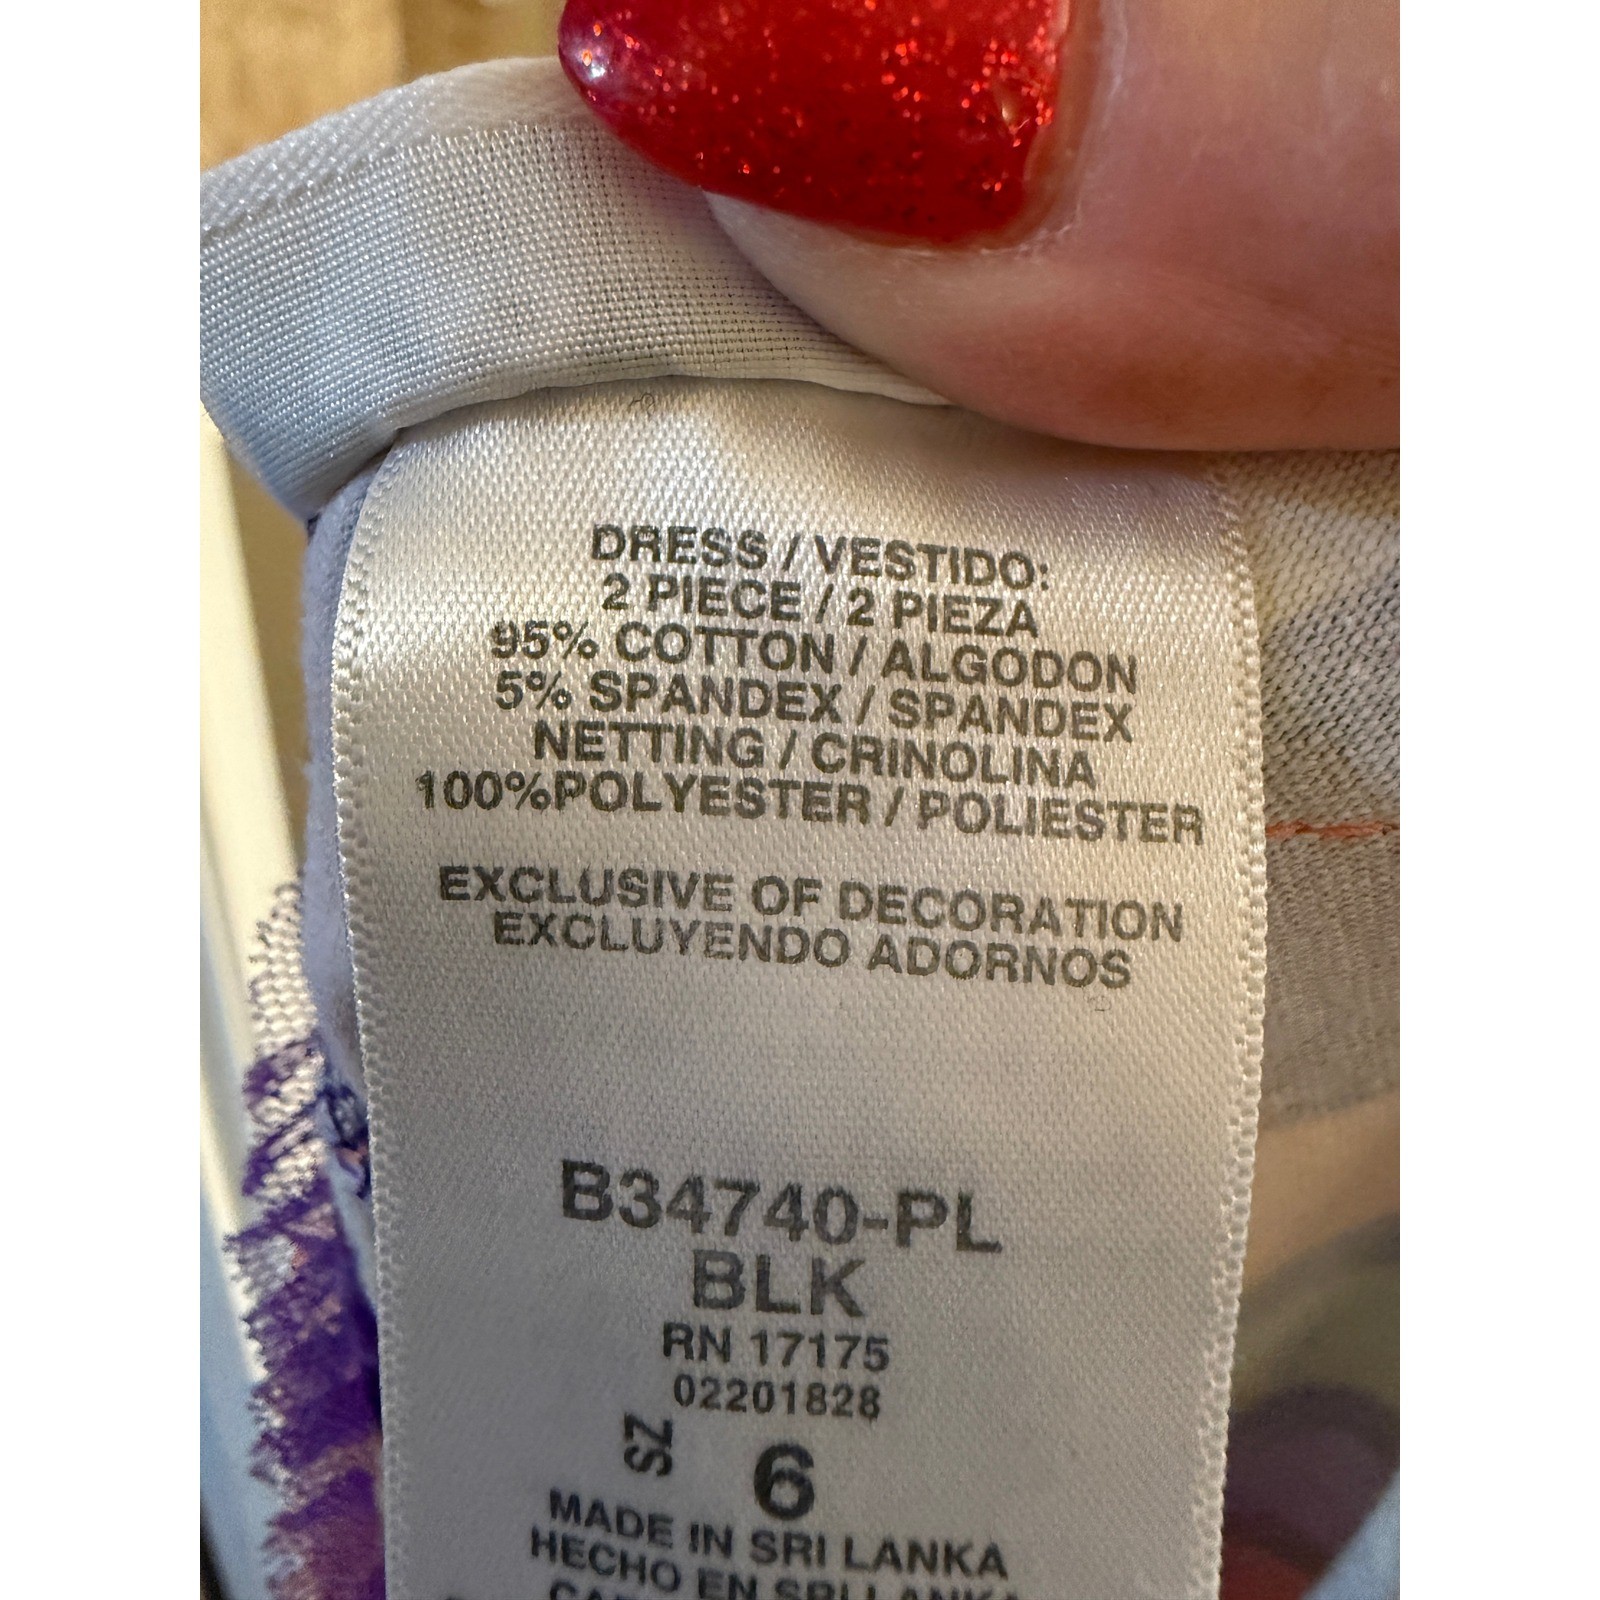 DRESS / VESTIDO:
2 PIECE / 2 PIEZA
95% COTTON / ALGODON
5% SPANDEX / SPANDEX
NETTING / CRINOLINA
100%POLYESTER / POLIESTER
EXCLUSIVE OF DECORATION
EXCLUYENDO ADORNOS
B34740-PL
BLK
RN 17175
02201828
SZ 6
MADE IN SRI LANKA
HECHO EN SRI LANKA